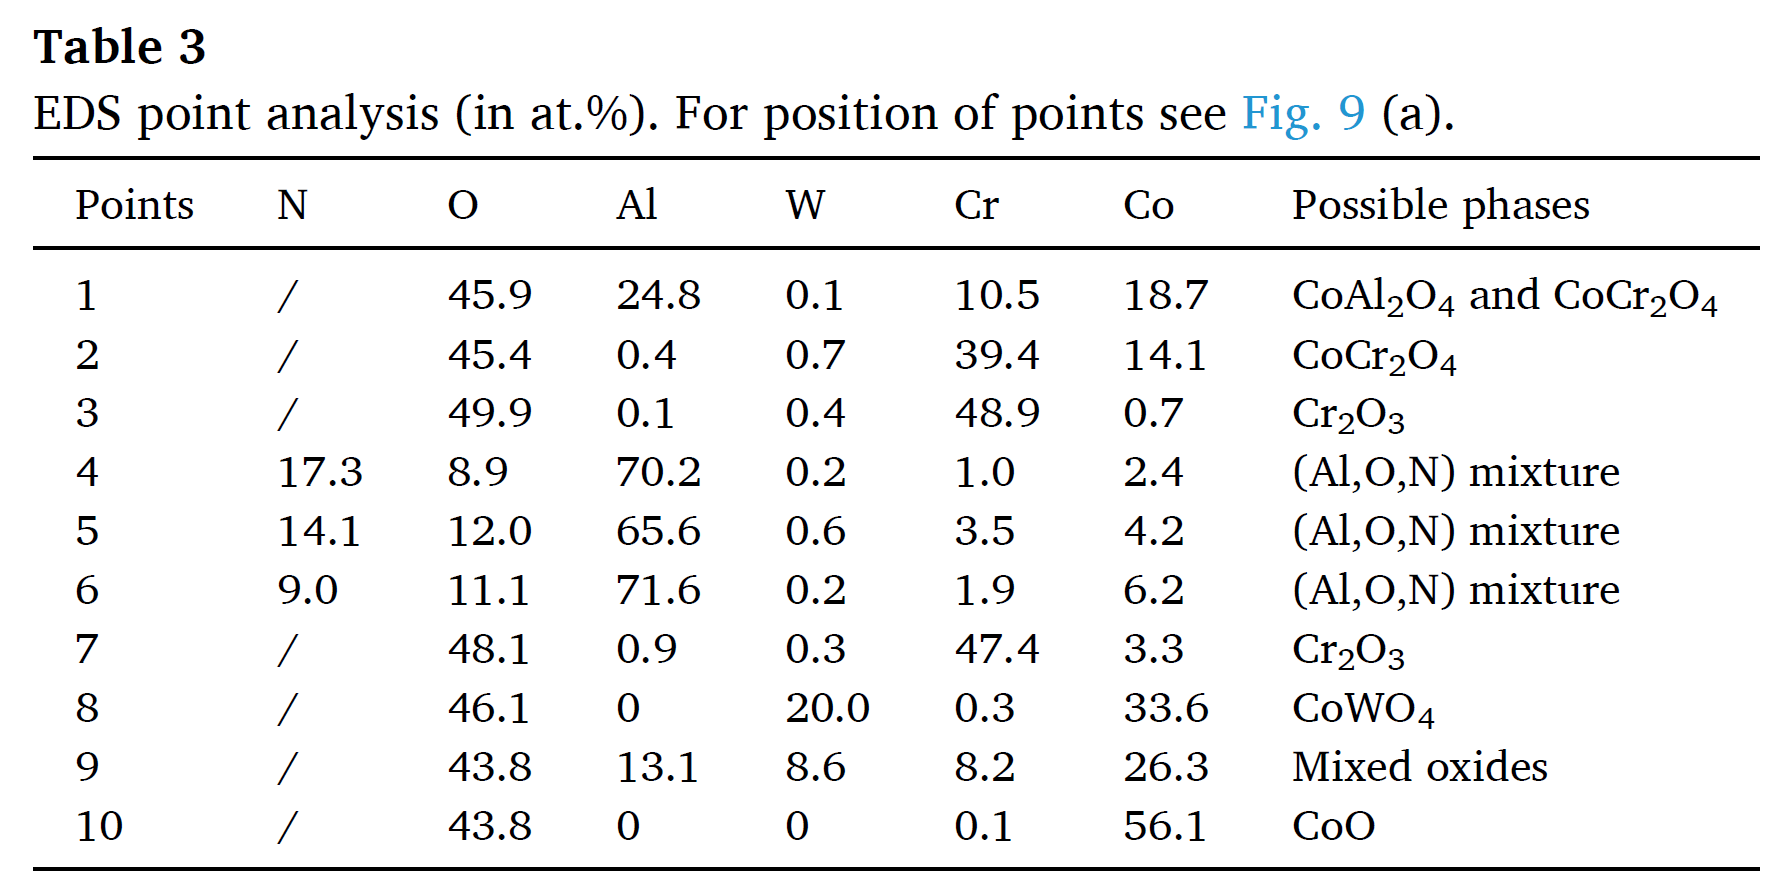 Table 3
EDS point analysis (in at.%). For position of points see Fig. 9 (a).
Points N O Al W Cr Co Possible phases
1 / 45.9 24.8 0.1 10.5 18.7 CoAl₂O₄ and CoCr₂O₄
2 / 45.4 0.4 0.7 39.4 14.1 CoCr₂O₄
3 / 49.9 0.1 0.4 48.9 0.7 Cr₂O₃
4 17.3 8.9 70.2 0.2 1.0 2.4 (Al,O,N) mixture
5 14.1 12.0 65.6 0.6 3.5 4.2 (Al,O,N) mixture
6 9.0 11.1 71.6 0.2 1.9 6.2 (Al,O,N) mixture
7 / 48.1 0.9 0.3 47.4 3.3 Cr₂O₃
8 / 46.1 0 20.0 0.3 33.6 CoWO₄
9 / 43.8 13.1 8.6 8.2 26.3 Mixed oxides
10 / 43.8 0 0 0.1 56.1 CoO